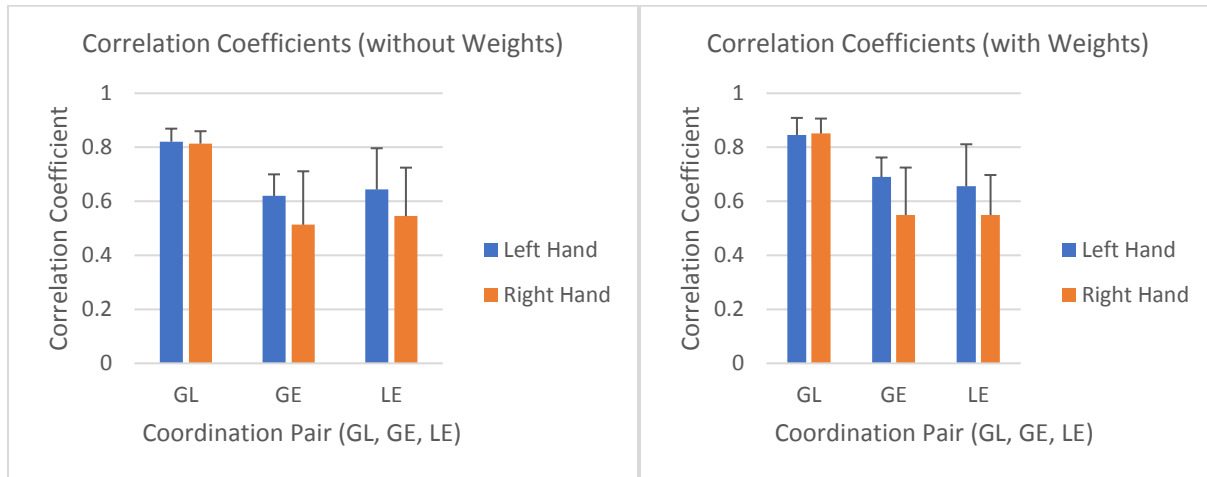 Correlation Coefficients (without Weights)
Correlation Coefficient
1
0.8
0.6
0.4
0.2
0
GL GE LE
Coordination Pair (GL, GE, LE)
Left Hand
Right Hand
Correlation Coefficients (with Weights)
Correlation Coefficient
1
0.8
0.6
0.4
0.2
0
GL GE LE
Coordination Pair (GL, GE, LE)
Left Hand
Right Hand